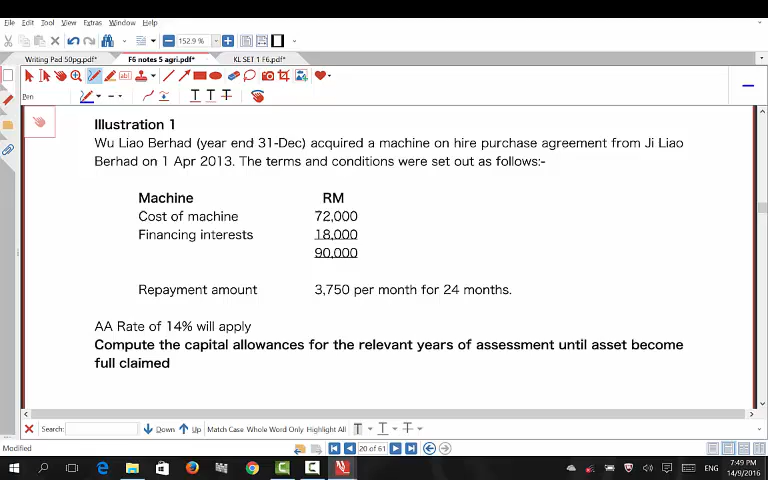 File Edit Tool View Extras Window Help
152.9%
Writing Pad 50pg.pdf* F6 notes 5 agri.pdf* KL SET 1 F6.pdf*
Pen
Illustration 1
Wu Liao Berhad (year end 31-Dec) acquired a machine on hire purchase agreement from Ji Liao
Berhad on 1 Apr 2013. The terms and conditions were set out as follows:-
Machine RM
Cost of machine 72,000
Financing interests 18,000
90,000
Repayment amount 3,750 per month for 24 months.
AA Rate of 14% will apply
Compute the capital allowances for the relevant years of assessment until asset become
full claimed
Search: Down Up Match Case Whole Word Only Highlight All
Modified 20 of 61
ENG 7:49 PM
14/9/2016